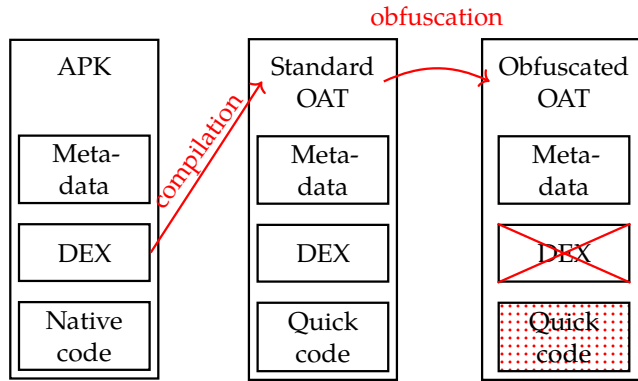 obfuscation
APK
Meta-
data
DEX
Native
code
compilation
Standard
OAT
Meta-
data
DEX
Quick
code
Obfuscated
OAT
Meta-
data
DEX
Quick
code